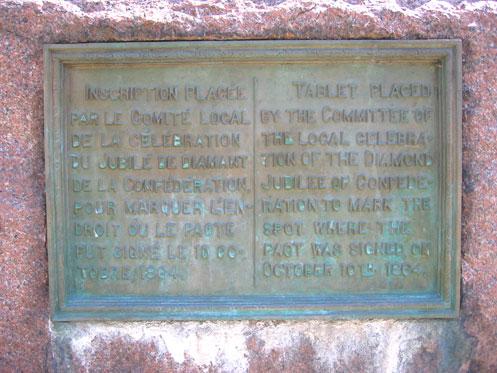 INSCRIPTION PLACÉE
PAR LE COMITÉ LOCAL
DE LA CÉLÉBRATION
DU JUBILÉ DE DIAMANT
DE LA CONFÉDÉRATION,
POUR MARQUER L'EN-
DROIT OÙ LE PACTE
FUT SIGNÉ LE 10 OC-
TOBRE, 1864.
TABLET PLACED
BY THE COMMITTEE OF
THE LOCAL CELEBRA-
TION OF THE DIAMOND
JUBILEE OF CONFEDE-
RATION TO MARK THE
SPOT WHERE THE
PACT WAS SIGNED ON
OCTOBER 10TH 1864.